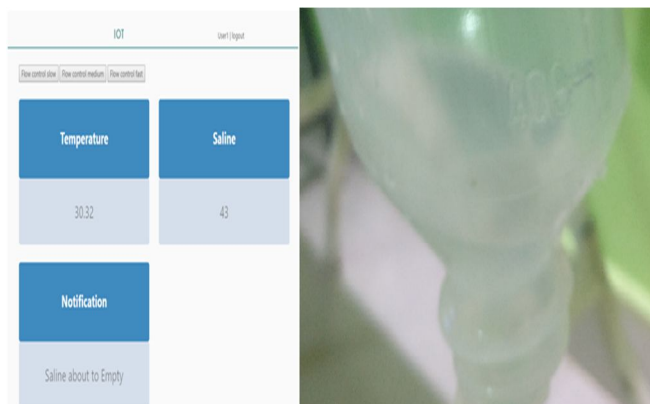 IOT
User1 | logout
Flow control slow Flow control medium Flow control fast
Temperature
Saline
30.32
43
Notification
Saline about to Empty